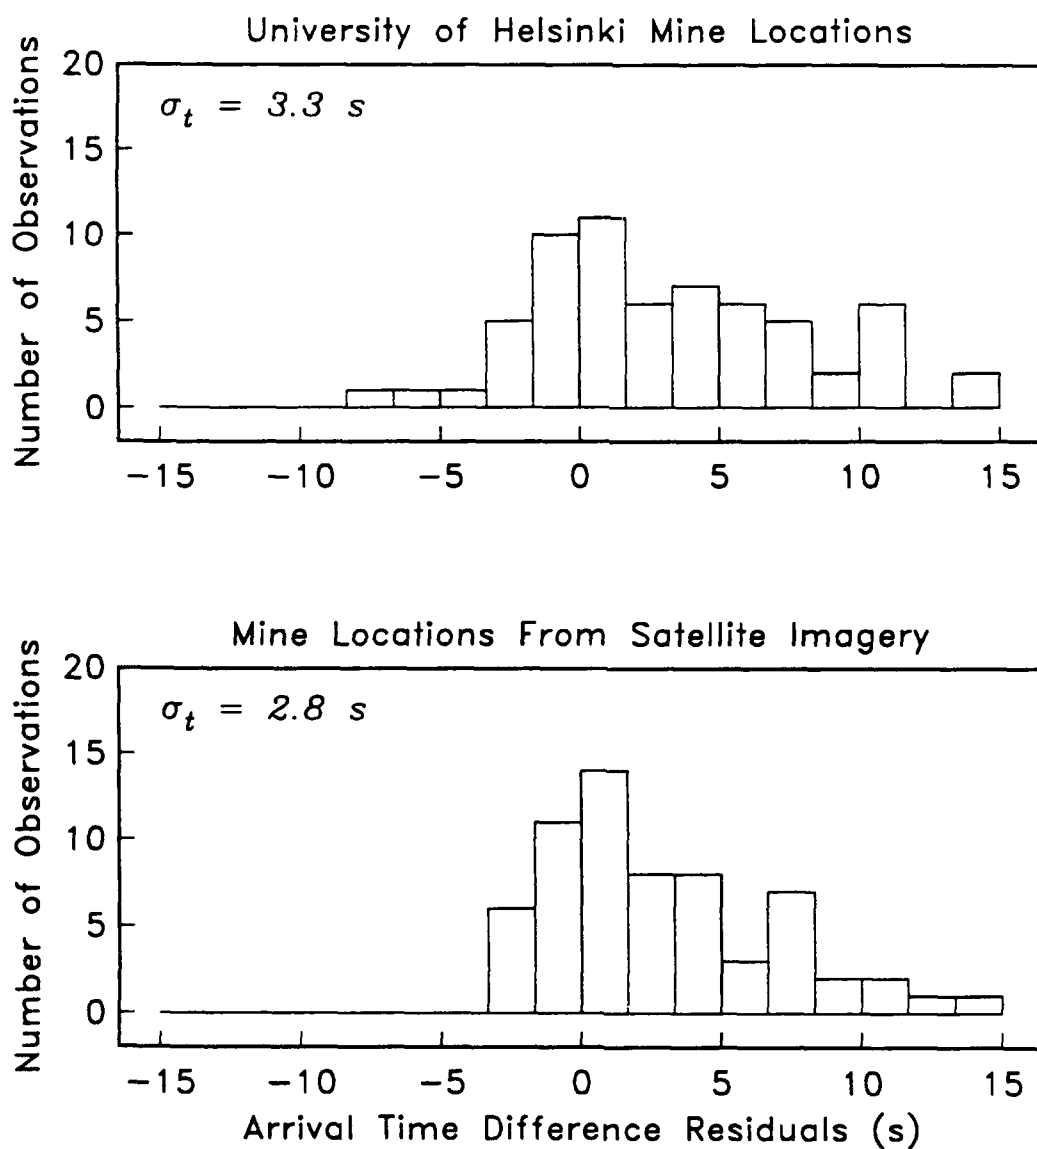 University of Helsinki Mine Locations
σt = 3.3 s
Number of Observations
20
15
10
5
0
−15 −10 −5 0 5 10 15
Mine Locations From Satellite Imagery
σt = 2.8 s
Number of Observations
20
15
10
5
0
−15 −10 −5 0 5 10 15
Arrival Time Difference Residuals (s)